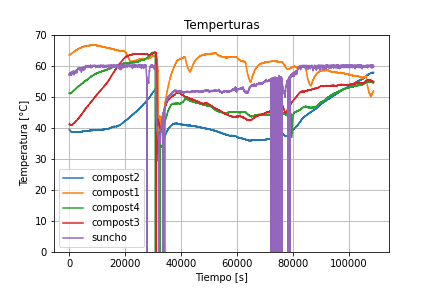 Temperturas
Temperatura [°C]
70
60
50
40
30
20
10
0
compost2
compost1
compost4
compost3
suncho
0 20000 40000 60000 80000 100000
Tiempo [s]